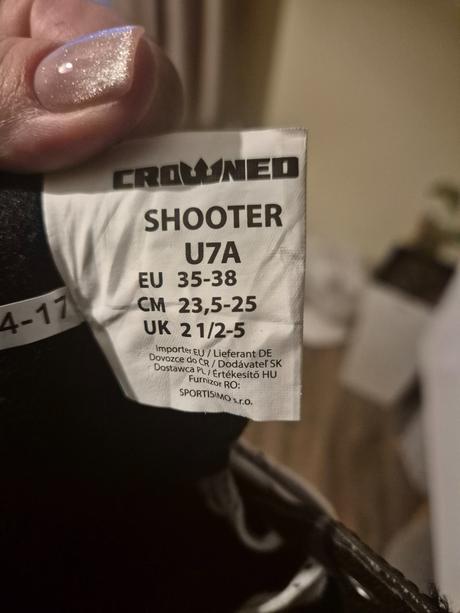 CROWNED
SHOOTER
U7A
EU 35-38
CM 23,5-25
UK 2 1/2-5
Importer EU / Lieferant DE
Dovozce do ČR / Dodávateľ SK
Dostawca PL / Értékesítő HU
Furnizor RO:
SPORTISIMO s.r.o.
4-17